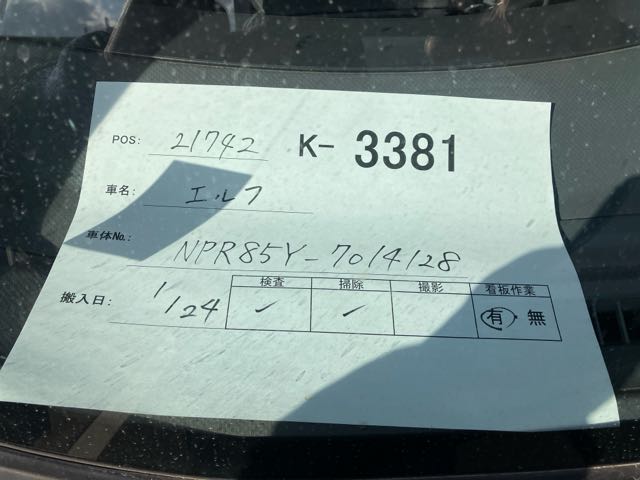 POS: 21742 K- 3381
車名: エルフ
車体No.: NPR85Y-7014128
搬入日: 1/24
検査 掃除 撮影 看板作業
✓ ✓ 有 無